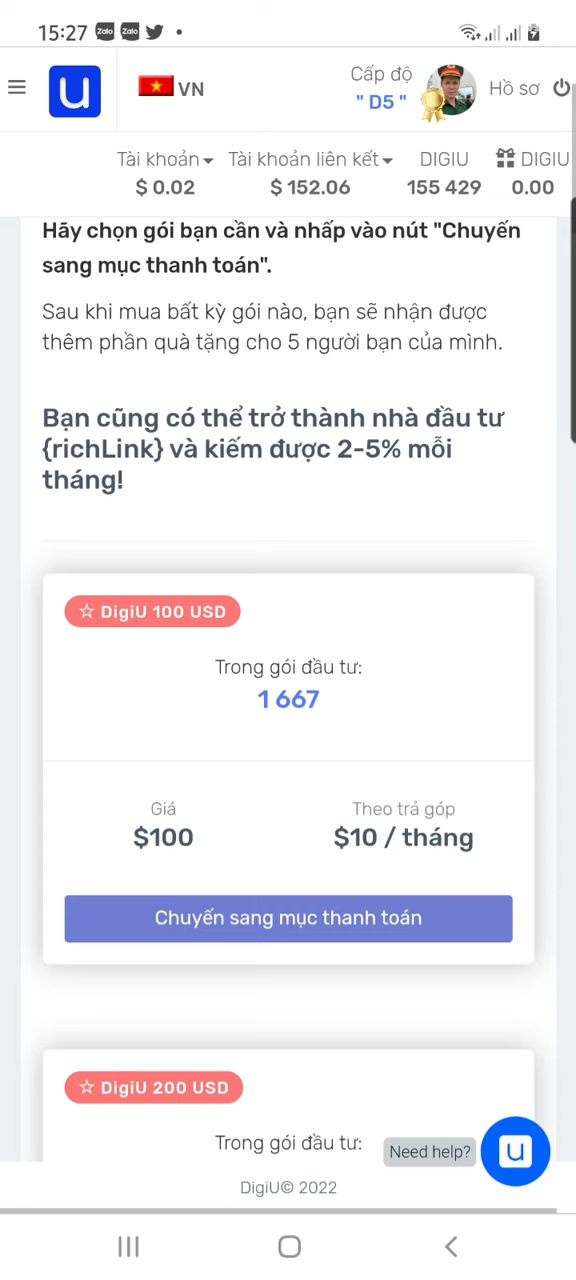 15:27 Zalo Zalo
U VN Cấp độ " D5 " Hồ sơ
Tài khoản Tài khoản liên kết DIGIU DIGIU
$ 0.02 $ 152.06 155 429 0.00
Hãy chọn gói bạn cần và nhấp vào nút "Chuyến
sang mục thanh toán".
Sau khi mua bất kỳ gói nào, bạn sẽ nhận được
thêm phần quà tặng cho 5 người bạn của mình.
Bạn cũng có thể trở thành nhà đầu tư
{richLink} và kiếm được 2-5% mỗi
tháng!
☆ DigiU 100 USD
Trong gói đầu tư:
1 667
Giá Theo trả góp
$100 $10 / tháng
Chuyến sang mục thanh toán
☆ DigiU 200 USD
Trong gói đầu tư:
Need help? U
DigiU© 2022